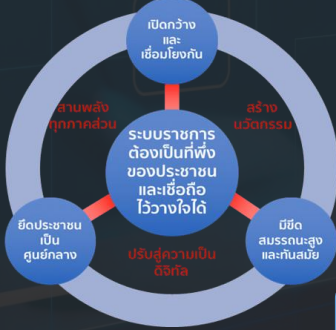 เปิดกว้าง
และ
เชื่อมโยงกัน
สานพลัง
ทุกภาคส่วน
สร้าง
นวัตกรรม
ระบบราชการ
ต้องเป็นที่พึ่ง
ของประชาชน
และเชื่อถือ
ไว้วางใจได้
ยึดประชาชน
เป็น
ศูนย์กลาง
ปรับสู่ความเป็น
ดิจิทัล
มีขีด
สมรรถนะสูง
และทันสมัย